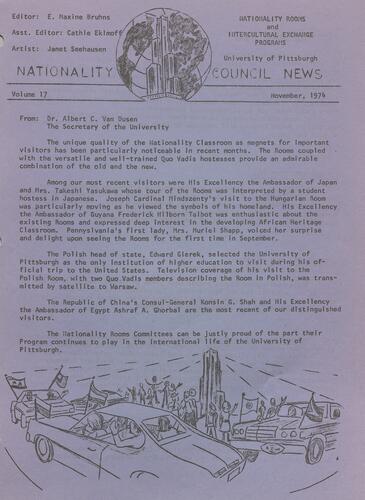 Editor: E. Maxine Bruhns
Asst. Editor: Cathie Ekimoff
Artist: Janet Seehausen
NATIONALITY ROOMS
and
INTERCULTURAL EXCHANGE
PROGRAMS
University of Pittsburgh
NATIONALITY COUNCIL NEWS
Volume 17 November, 1974
From: Dr. Albert C. Van Dusen
The Secretary of the University
The unique quality of the Nationality Classroom as magnets for important
visitors has been particularly noticeable in recent months. The Rooms coupled
with the versatile and well-trained Quo Vadis hostesses provide an admirable
combination of the old and the new.
Among our most recent visitors were His Excellency the Ambassador of Japan
and Mrs. Takeshi Yasukawa whose tour of the Rooms was interpreted by a student
hostess in Japanese. Joseph Cardinal Mindszenty's visit to the Hungarian Room
was particularly moving as he viewed the symbols of his homeland. His Excellency
the Ambassador of Guyana Frederick Hilborn Talbot was enthusiastic about the
existing Rooms and expressed deep interest in the developing African Heritage
Classroom. Pennsylvania's first lady, Mrs. Muriel Shapp, voiced her surprise
and delight upon seeing the Rooms for the first time in September.
The Polish head of state, Edward Gierek, selected the University of
Pittsburgh as the only institution of higher education to visit during his of-
ficial trip to the United States. Television coverage of his visit to the
Polish Room, with two Quo Vadis members describing the Room in Polish, was trans-
mitted by satellite to Warsaw.
The Republic of China's Consul-General Konsin G. Shah and His Excellency
the Ambassador of Egypt Ashraf A. Ghorbal are the most recent of our distinguished
visitors.
The Nationality Rooms Committees can be justly proud of the part their
Program continues to play in the international life of the University of
Pittsburgh.